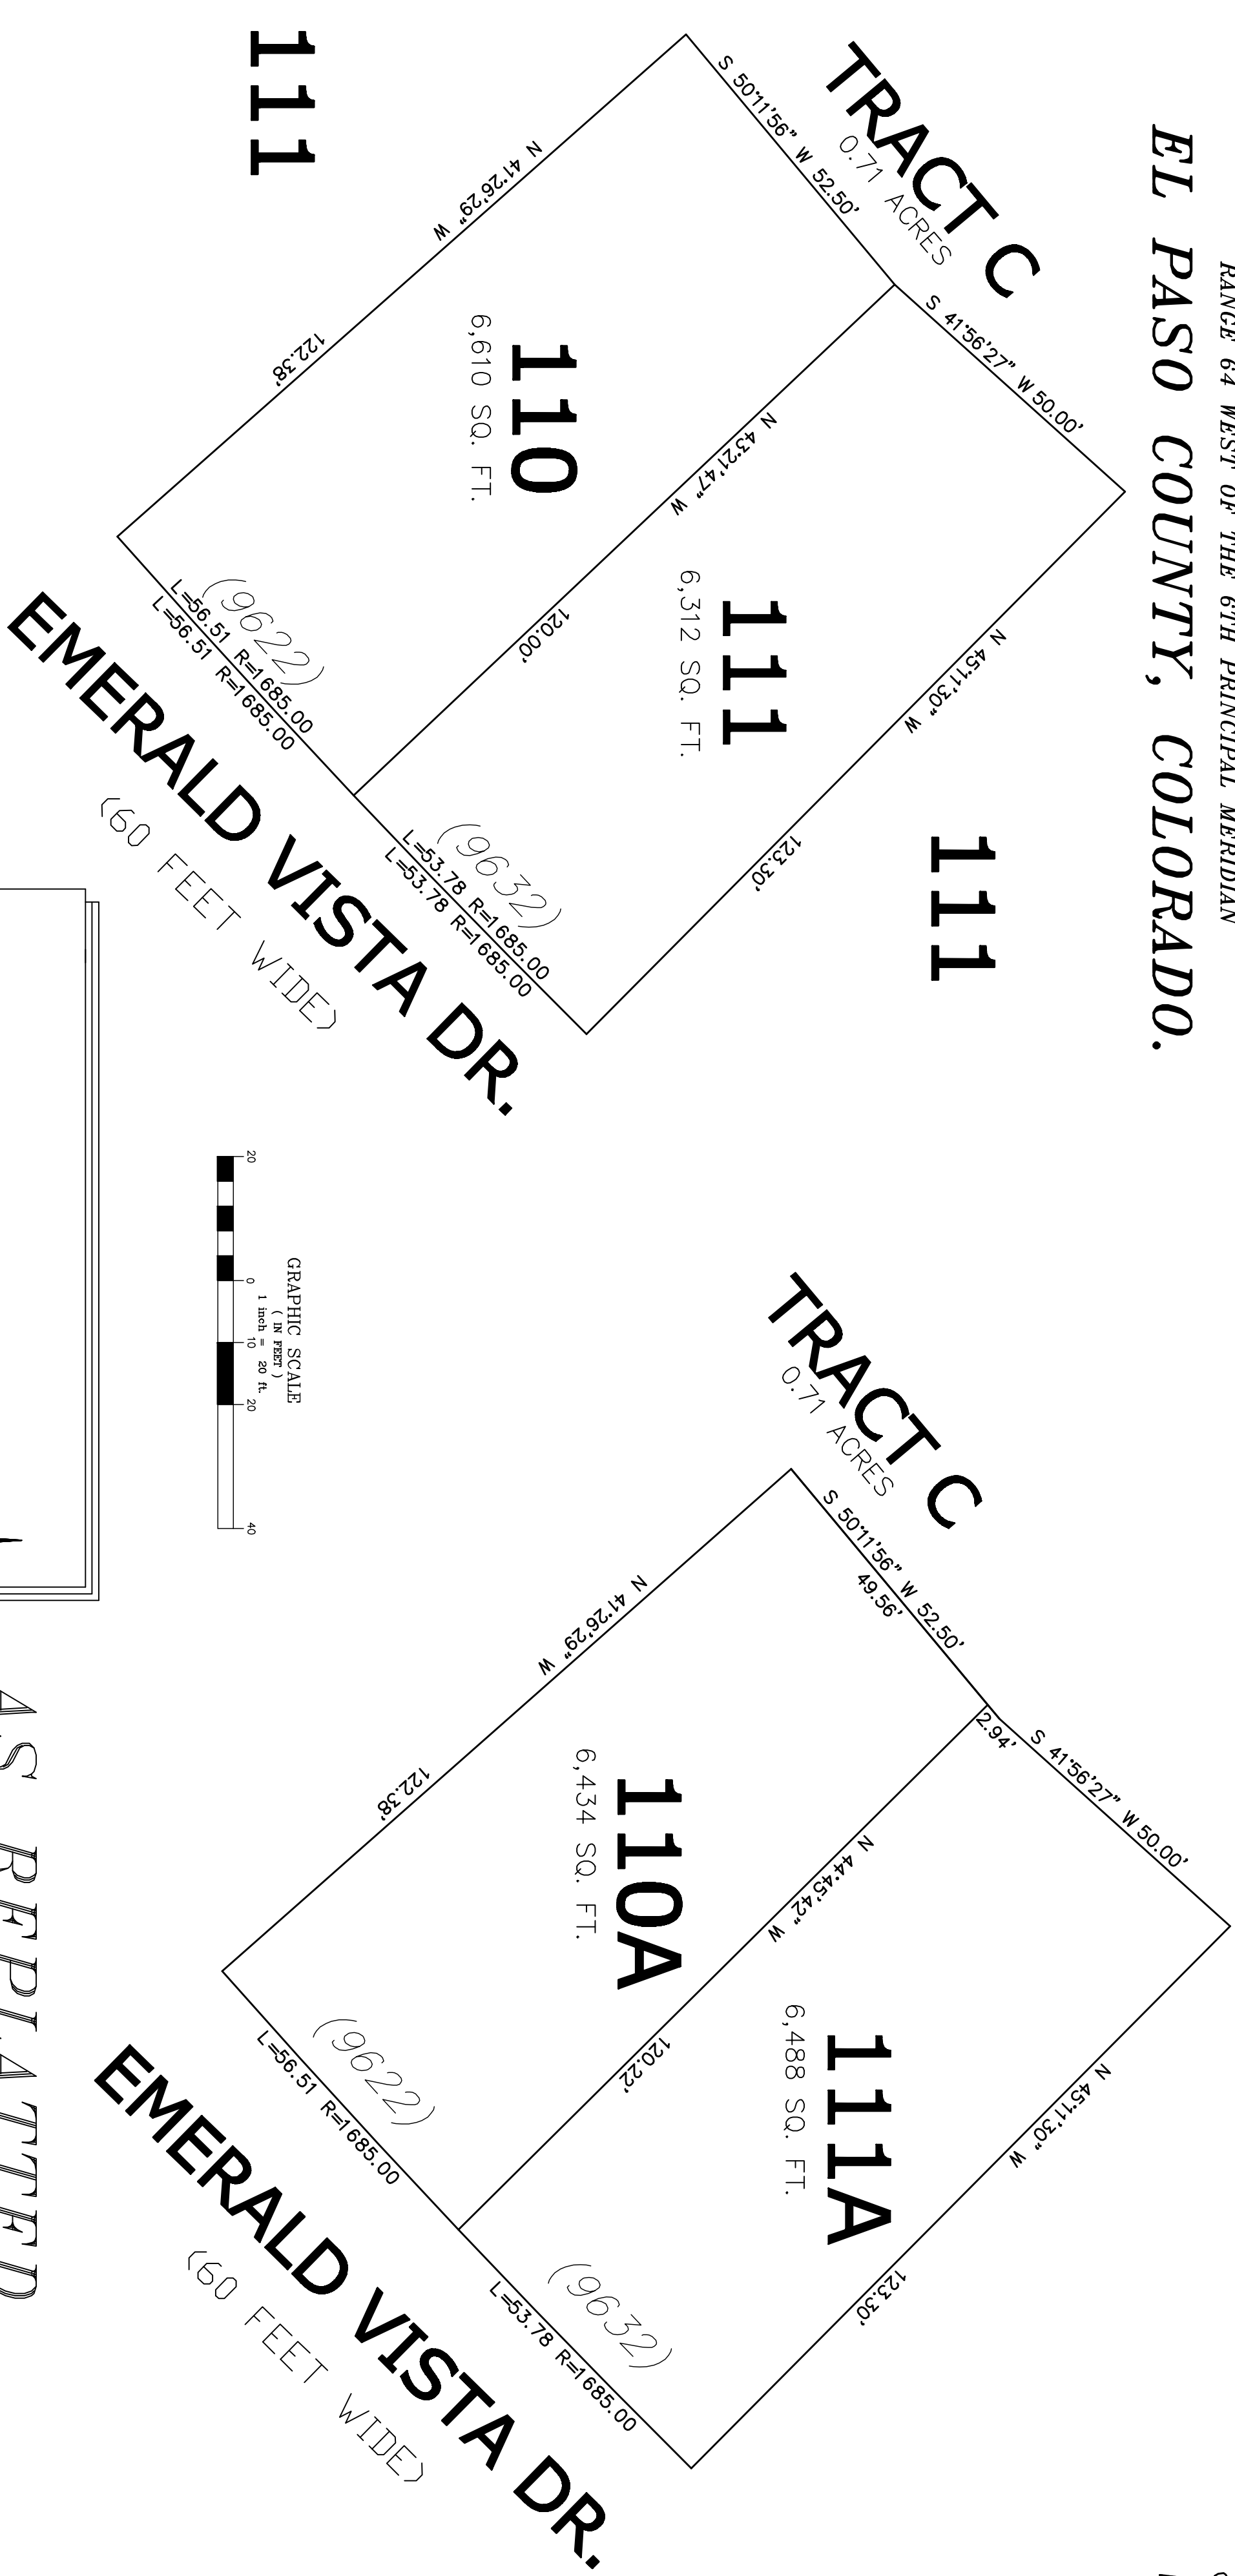 RANGE 64 WEST OF THE 6TH PRINCIPAL MERIDIAN
EL PASO COUNTY, COLORADO.
TRACT C
0.71 ACRES
S 50°11'56" W 52.50'
S 41°56'27" W 50.00'
N 41°26'29" W
122.38'
110
6,610 SQ. FT.
N 43°21'47" W
120.00'
111
6,312 SQ. FT.
N 45°11'30" W
123.30'
111
111
(9622)
L=56.51 R=1685.00
L=56.51 R=1685.00
(9632)
L=53.78 R=1685.00
L=53.78 R=1685.00
EMERALD VISTA DR.
(60 FEET WIDE)
GRAPHIC SCALE
( IN FEET )
1 inch = 20 ft.
20 0 10 20 40
TRACT C
0.71 ACRES
S 50°11'56" W 52.50'
49.56'
2.94'
S 41°56'27" W 50.00'
N 41°26'29" W
122.38'
110A
6,434 SQ. FT.
N 44°45'42" W
120.22'
111A
6,488 SQ. FT.
N 45°11'30" W
123.30'
(9622)
L=56.51 R=1685.00
(9632)
L=53.78 R=1685.00
EMERALD VISTA DR.
(60 FEET WIDE)
AS REPLATTED